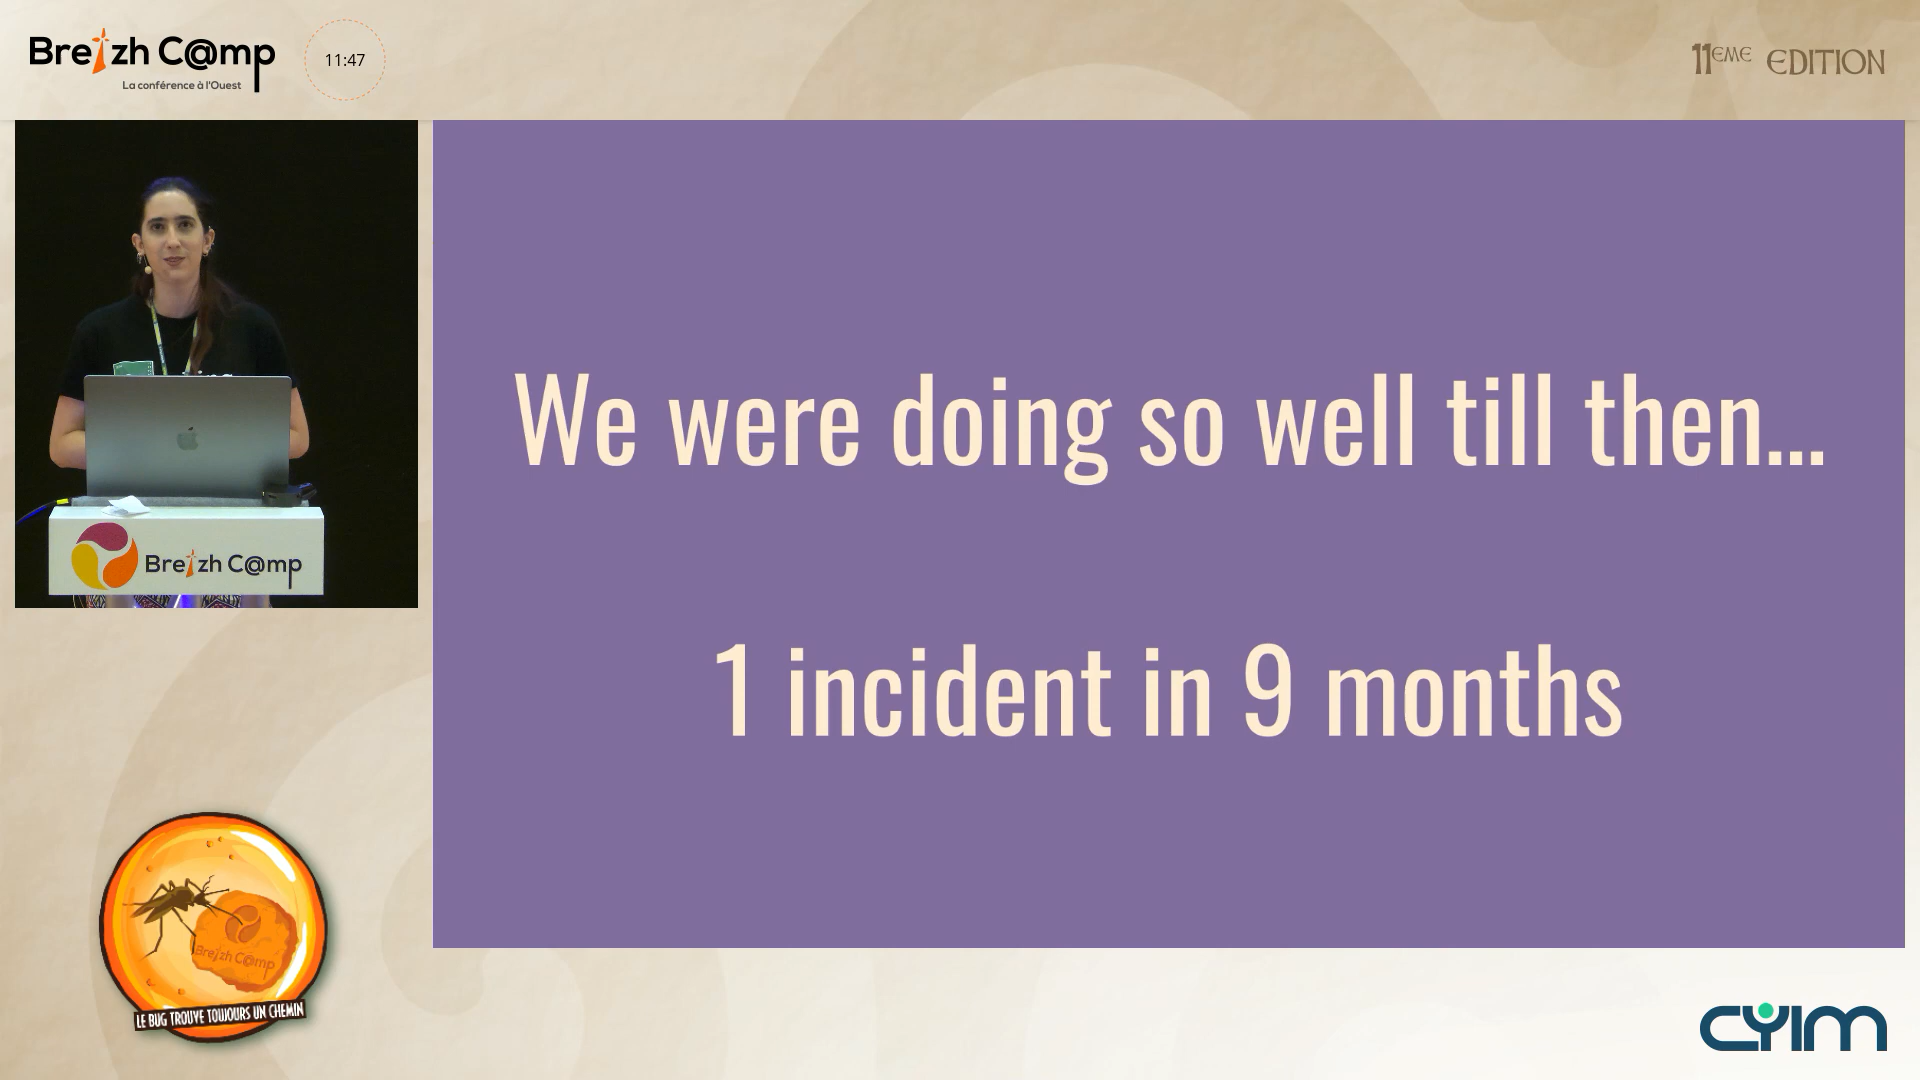 Breizh C@mp
La conférence à l'Ouest
11:47
11EME EDITION
We were doing so well till then...
1 incident in 9 months
Breizh C@mp
Breizh C@mp
LE BUG TROUVE TOUJOURS UN CHEMIN
CYIM